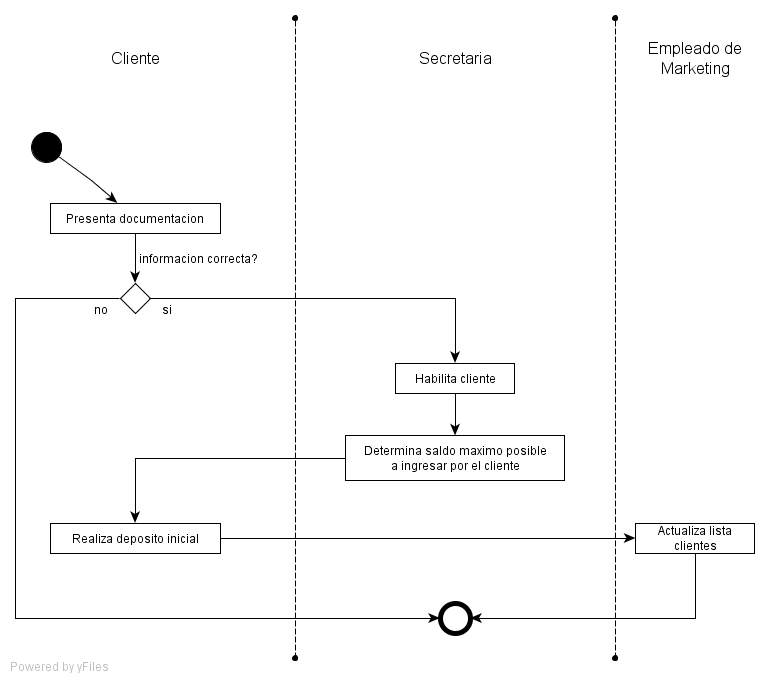 Cliente
Secretaria
Empleado de
Marketing
Presenta documentacion
informacion correcta?
no
si
Habilita cliente
Determina saldo maximo posible
a ingresar por el cliente
Realiza deposito inicial
Actualiza lista
clientes
Powered by yFiles